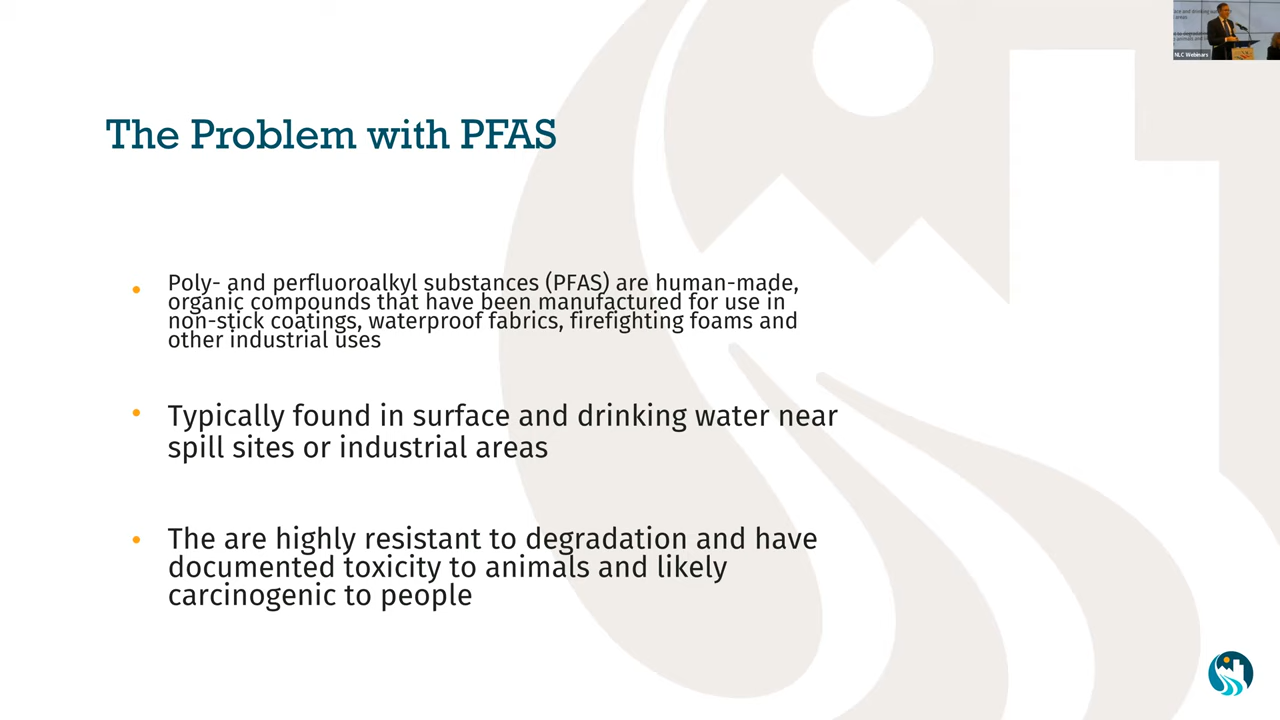 The Problem with PFAS
Poly- and perfluoroalkyl substances (PFAS) are human-made,
organic compounds that have been manufactured for use in
non-stick coatings, waterproof fabrics, firefighting foams and
other industrial uses
Typically found in surface and drinking water near
spill sites or industrial areas
The are highly resistant to degradation and have
documented toxicity to animals and likely
carcinogenic to people
NLC Webinars